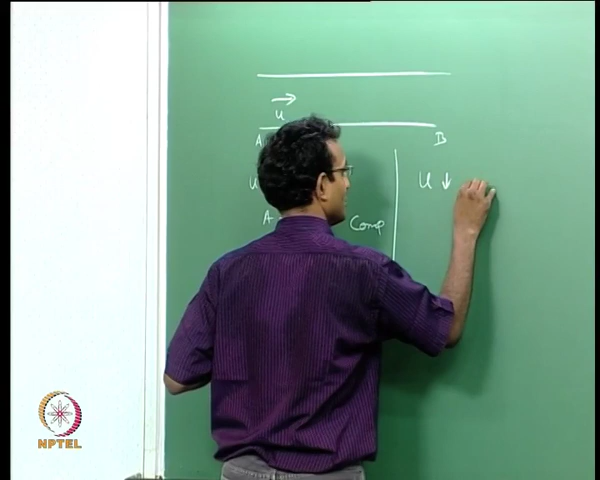 →
u
A B
u U ↓
A Comp
NPTEL